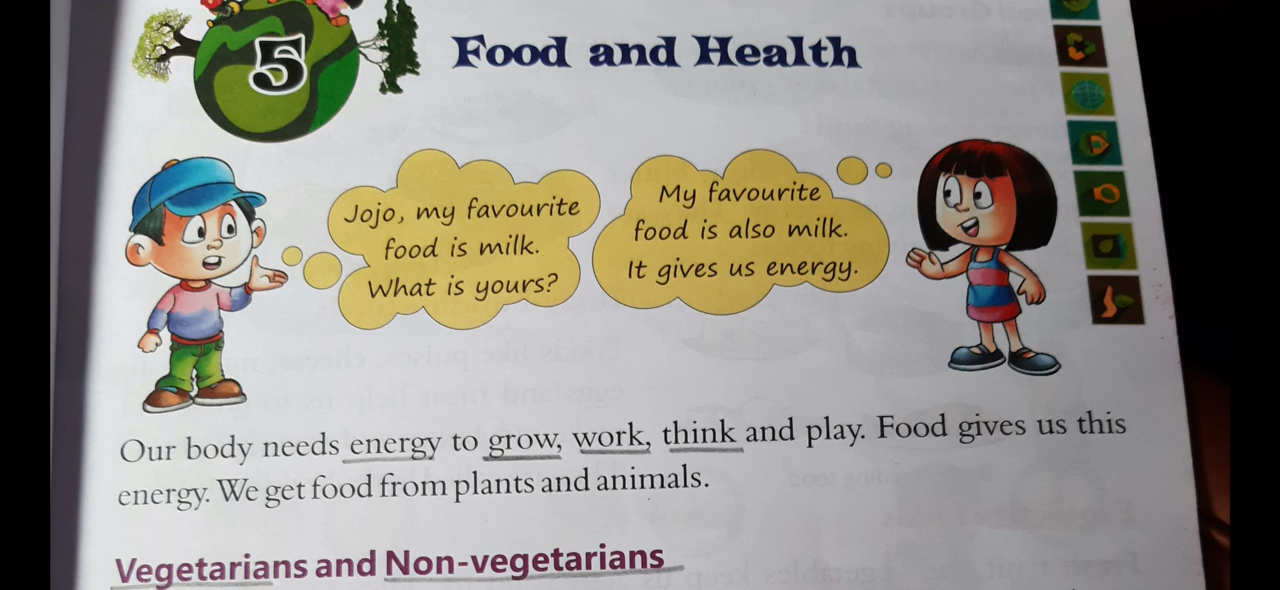 5
Food and Health
Jojo, my favourite
food is milk.
What is yours?
My favourite
food is also milk.
It gives us energy.
Our body needs energy to grow, work, think and play. Food gives us this
energy. We get food from plants and animals.
Vegetarians and Non-vegetarians